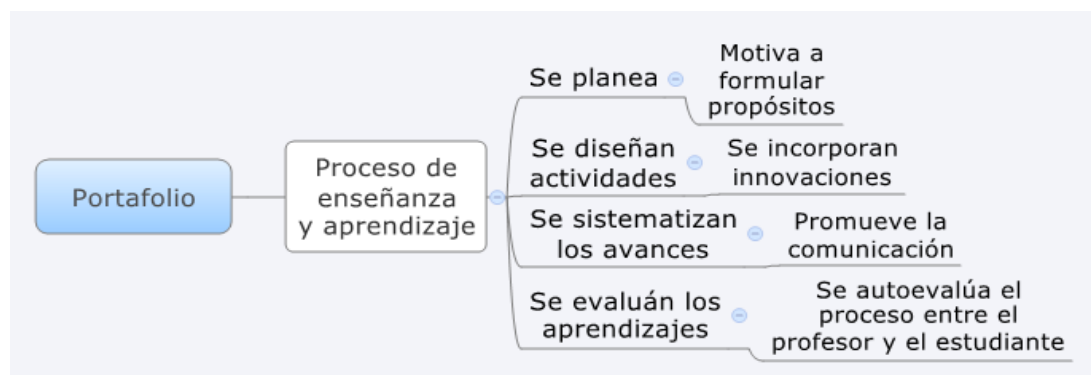 Portafolio
Proceso de
enseñanza
y aprendizaje
Se planea
Motiva a
formular
propósitos
Se diseñan
actividades
Se incorporan
innovaciones
Se sistematizan
los avances
Promueve la
comunicación
Se evaluán los
aprendizajes
Se autoevalúa el
proceso entre el
profesor y el estudiante